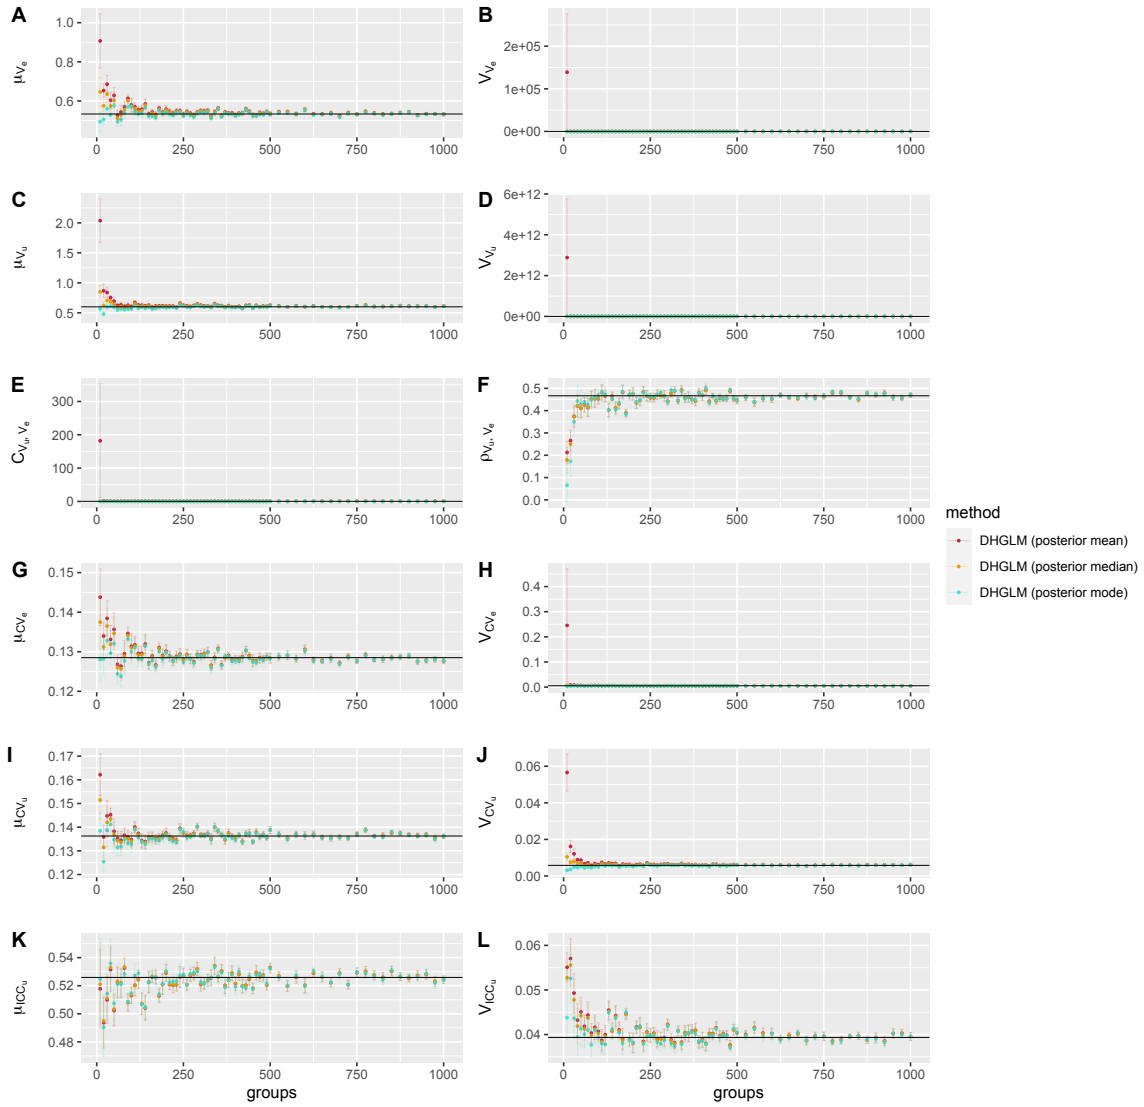 A
B
μVe
1.0
0.8
0.6
0
250
500
750
1000
VVe
2e+05
1e+05
0e+00
0
250
500
750
1000
C
D
μVu
2.0
1.5
1.0
0.5
0
250
500
750
1000
VVu
6e+12
4e+12
2e+12
0e+00
0
250
500
750
1000
E
F
CVu, Ve
300
200
100
0
0
250
500
750
1000
ρVu, Ve
0.5
0.4
0.3
0.2
0.1
0.0
0
250
500
750
1000
method
DHGLM (posterior mean)
DHGLM (posterior median)
DHGLM (posterior mode)
G
H
μCVe
0.15
0.14
0.13
0.12
0
250
500
750
1000
VCVe
0.4
0.3
0.2
0.1
0.0
0
250
500
750
1000
I
J
μCVu
0.17
0.16
0.15
0.14
0.13
0.12
0
250
500
750
1000
VCVu
0.06
0.04
0.02
0.00
0
250
500
750
1000
K
L
μICCu
0.54
0.52
0.50
0.48
0
250
500
750
1000
groups
VICCu
0.06
0.05
0.04
0
250
500
750
1000
groups